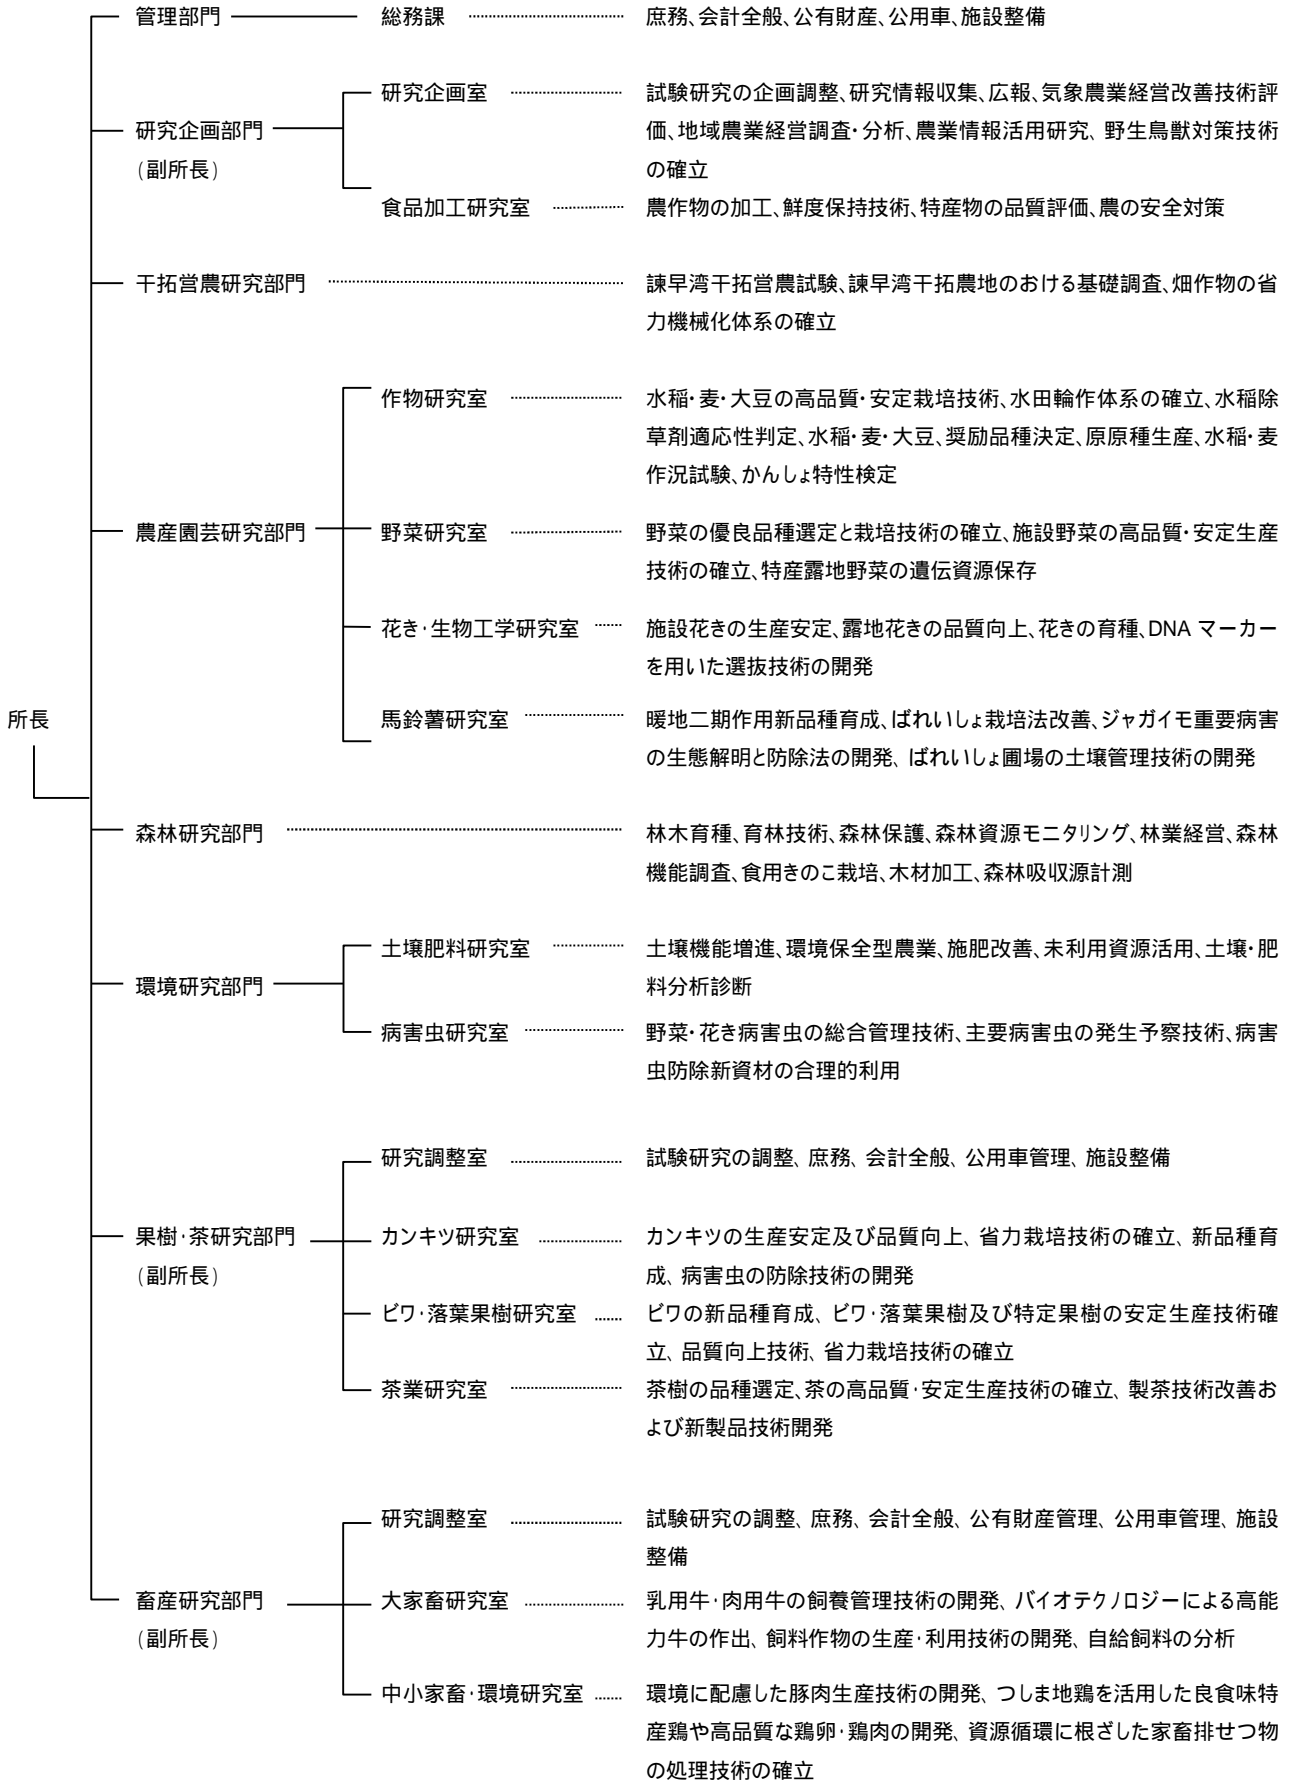 管理部門 総務課 庶務、会計全般、公有財産、公用車、施設整備
研究企画室 試験研究の企画調整、研究情報収集、広報、気象農業経営改善技術評
研究企画部門 価、地域農業経営調査・分析、農業情報活用研究、野生鳥獣対策技術
(副所長) の確立
食品加工研究室 農作物の加工、鮮度保持技術、特産物の品質評価、農の安全対策
干拓営農研究部門 諫早湾干拓営農試験、諫早湾干拓農地のおける基礎調査、畑作物の省
力機械化体系の確立
作物研究室 水稲・麦・大豆の高品質・安定栽培技術、水田輪作体系の確立、水稲除
草剤適応性判定、水稲・麦・大豆、奨励品種決定、原原種生産、水稲・麦
作況試験、かんしょ特性検定
農産園芸研究部門 野菜研究室 野菜の優良品種選定と栽培技術の確立、施設野菜の高品質・安定生産
技術の確立、特産露地野菜の遺伝資源保存
花き・生物工学研究室 施設花きの生産安定、露地花きの品質向上、花きの育種、DNA マーカー
を用いた選抜技術の開発
所長 馬鈴薯研究室 暖地二期作用新品種育成、ばれいしょ栽培法改善、ジャガイモ重要病害
の生態解明と防除法の開発、ばれいしょ圃場の土壌管理技術の開発
森林研究部門 林木育種、育林技術、森林保護、森林資源モニタリング、林業経営、森林
機能調査、食用きのこ栽培、木材加工、森林吸収源計測
土壌肥料研究室 土壌機能増進、環境保全型農業、施肥改善、未利用資源活用、土壌・肥
環境研究部門 料分析診断
病害虫研究室 野菜・花き病害虫の総合管理技術、主要病害虫の発生予察技術、病害
虫防除新資材の合理的利用
研究調整室 試験研究の調整、庶務、会計全般、公用車管理、施設整備
果樹・茶研究部門 カンキツ研究室 カンキツの生産安定及び品質向上、省力栽培技術の確立、新品種育
(副所長) 成、病害虫の防除技術の開発
ビワ・落葉果樹研究室 ビワの新品種育成、ビワ・落葉果樹及び特定果樹の安定生産技術確
立、品質向上技術、省力栽培技術の確立
茶業研究室 茶樹の品種選定、茶の高品質・安定生産技術の確立、製茶技術改善お
よび新製品技術開発
研究調整室 試験研究の調整、庶務、会計全般、公有財産管理、公用車管理、施設
整備
畜産研究部門 大家畜研究室 乳用牛・肉用牛の飼養管理技術の開発、バイオテクノロジーによる高能
(副所長) 力牛の作出、飼料作物の生産・利用技術の開発、自給飼料の分析
中小家畜・環境研究室 環境に配慮した豚肉生産技術の開発、つしま地鶏を活用した良食味特
産鶏や高品質な鶏卵・鶏肉の開発、資源循環に根ざした家畜排せつ物
の処理技術の確立